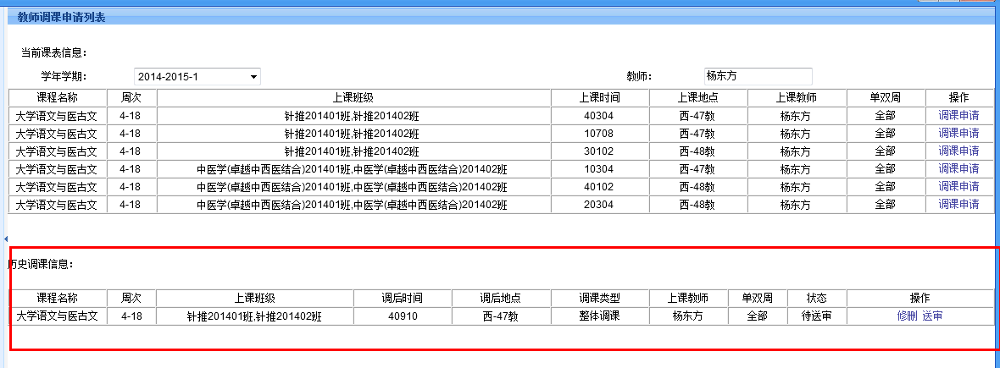 教师调课申请列表
当前课表信息：
学年学期： 2014-2015-1 教师： 杨东方
课程名称 周次 上课班级 上课时间 上课地点 上课教师 单双周 操作
大学语文与医古文 4-18 针推201401班,针推201402班 40304 西-47教 杨东方 全部 调课申请
大学语文与医古文 4-18 针推201401班,针推201402班 10708 西-47教 杨东方 全部 调课申请
大学语文与医古文 4-18 针推201401班,针推201402班 30102 西-48教 杨东方 全部 调课申请
大学语文与医古文 4-18 中医学(卓越中西医结合)201401班,中医学(卓越中西医结合)201402班 10304 西-47教 杨东方 全部 调课申请
大学语文与医古文 4-18 中医学(卓越中西医结合)201401班,中医学(卓越中西医结合)201402班 40102 西-48教 杨东方 全部 调课申请
大学语文与医古文 4-18 中医学(卓越中西医结合)201401班,中医学(卓越中西医结合)201402班 20304 西-48教 杨东方 全部 调课申请
历史调课信息：
课程名称 周次 上课班级 调后时间 调后地点 调课类型 上课教师 单双周 状态 操作
大学语文与医古文 4-18 针推201401班,针推201402班 40910 西-47教 整体调课 杨东方 全部 待送审 修删 送审